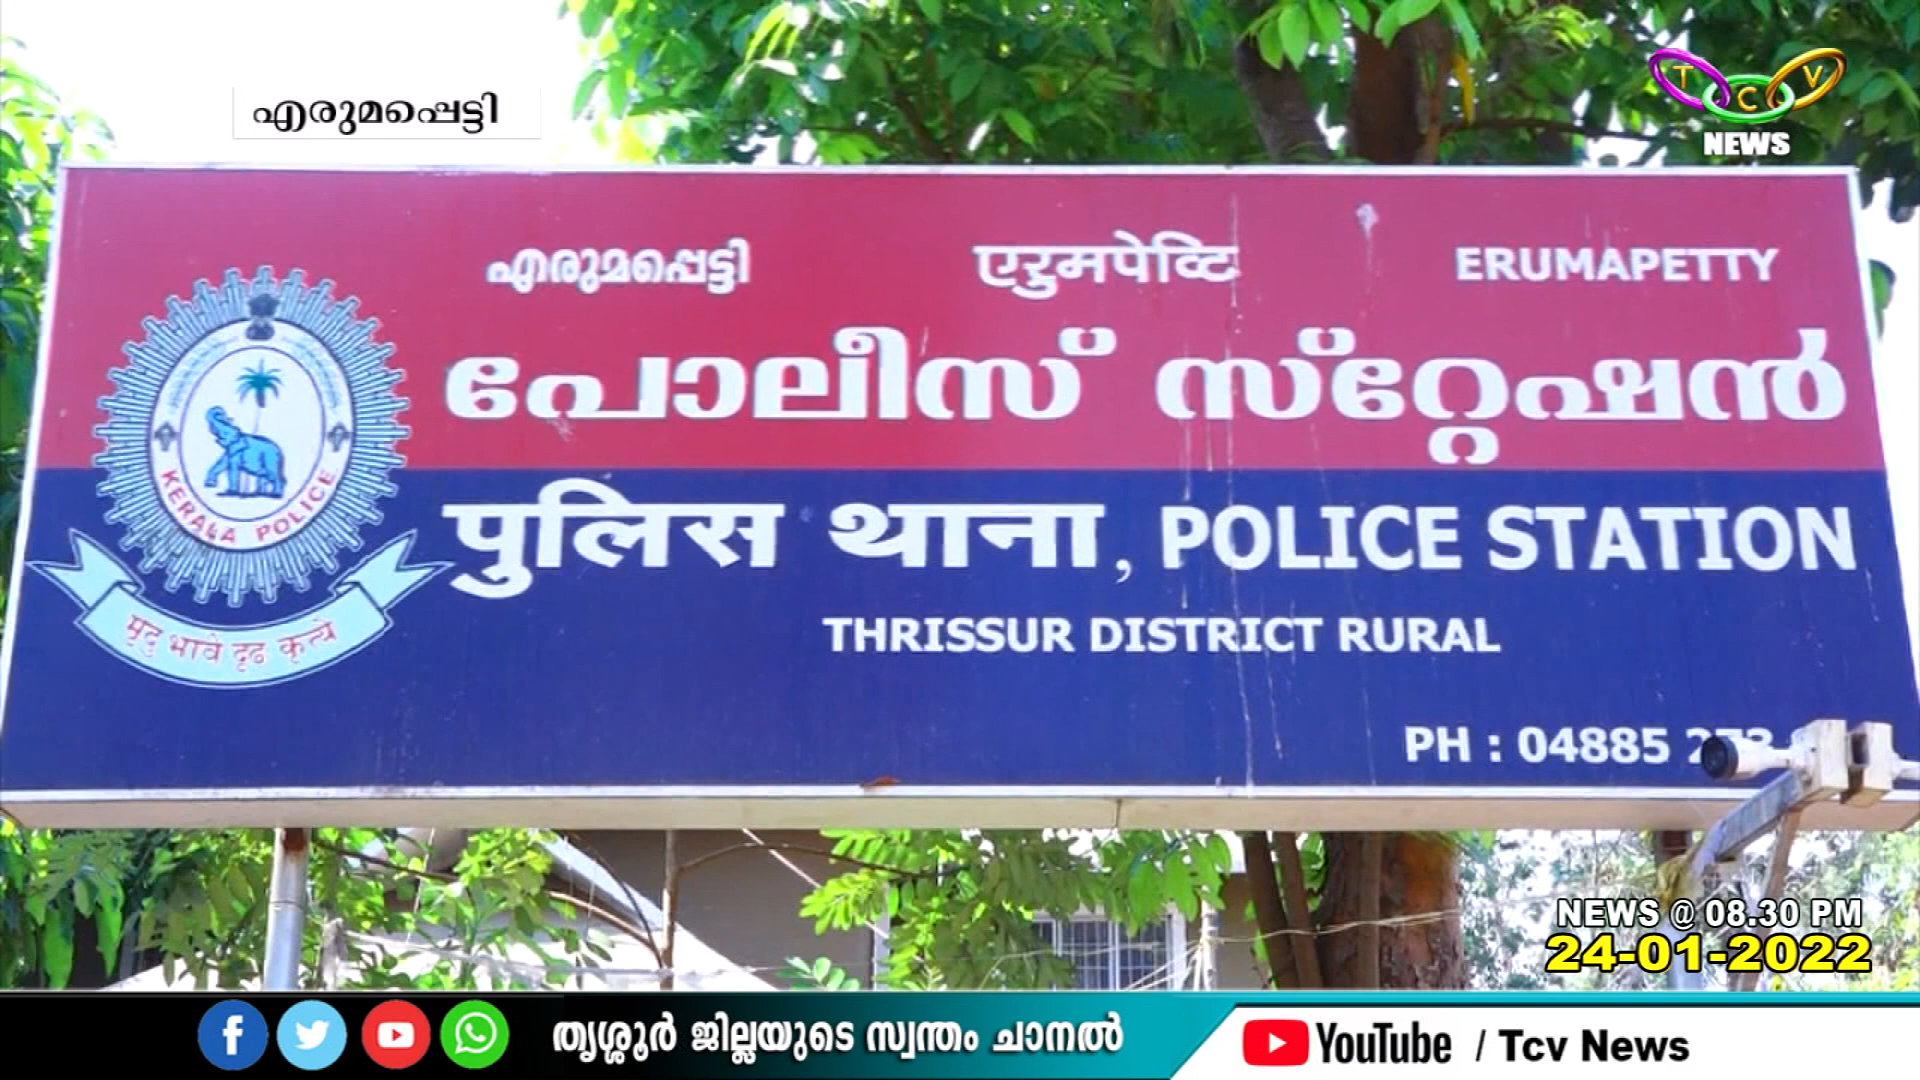 എരുമപ്പെട്ടി
TCV
NEWS
എരുമപ്പെട്ടി एरुमपेट्टि ERUMAPETTY
പോലീസ് സ്റ്റേഷൻ
पुलिस थाना, POLICE STATION
THRISSUR DISTRICT RURAL
PH : 04885
KERALA POLICE
मृदु भावे दृढ कृत्ये
NEWS @ 08.30 PM
24-01-2022
തൃശ്ശൂർ ജില്ലയുടെ സ്വന്തം ചാനൽ
YouTube / Tcv News